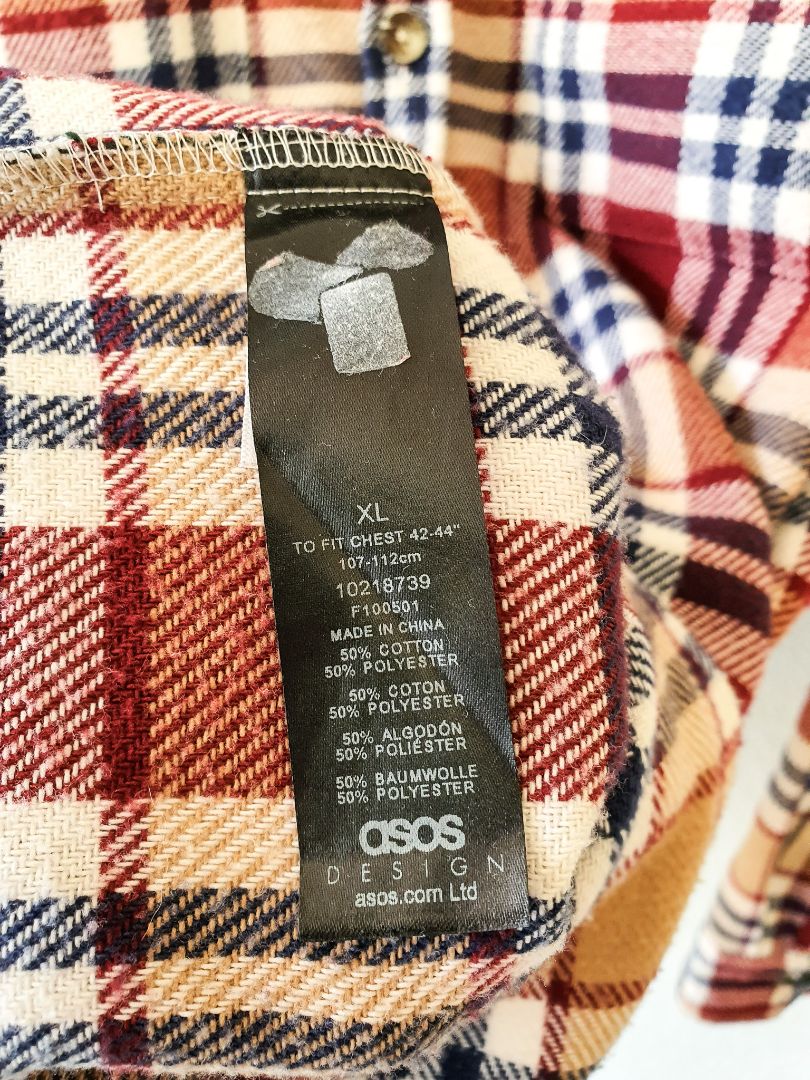 XL
TO FIT CHEST 42-44"
107-112cm
10218739
F100501
MADE IN CHINA
50% COTTON
50% POLYESTER
50% COTON
50% POLYESTER
50% ALGODÓN
50% POLIÉSTER
50% BAUMWOLLE
50% POLYESTER
asos
DESIGN
asos.com Ltd